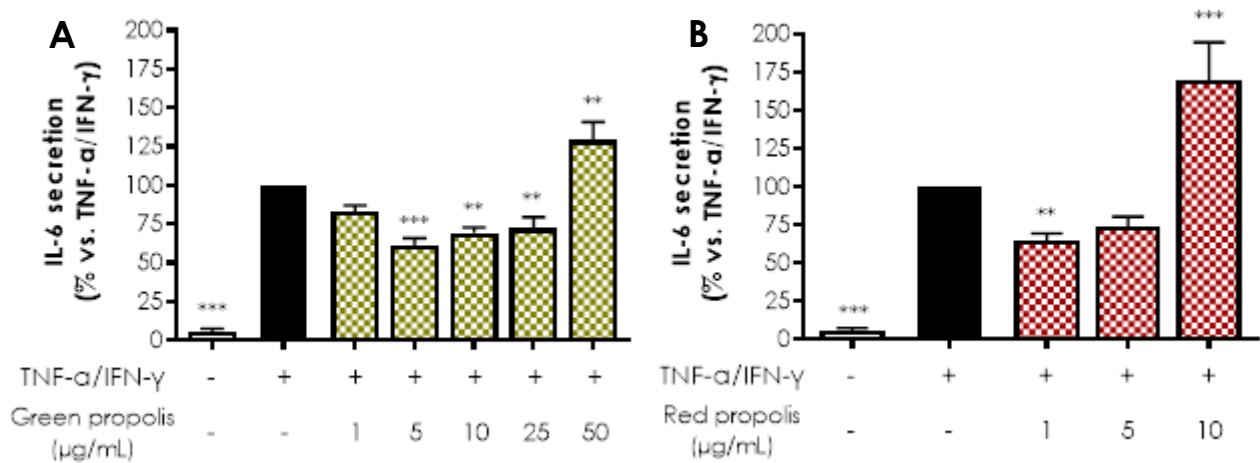 A
IL-6 secretion
(% vs. TNF-α/IFN-γ)
200
175
150
125
100
75
50
25
0
***
***
**
**
**
TNF-α/IFN-γ - + + + + + +
Green propolis
(µg/mL) - - 1 5 10 25 50
B
IL-6 secretion
(% vs. TNF-α/IFN-γ)
200
175
150
125
100
75
50
25
0
***
**
***
TNF-α/IFN-γ - + + + +
Red propolis
(µg/mL) - - 1 5 10